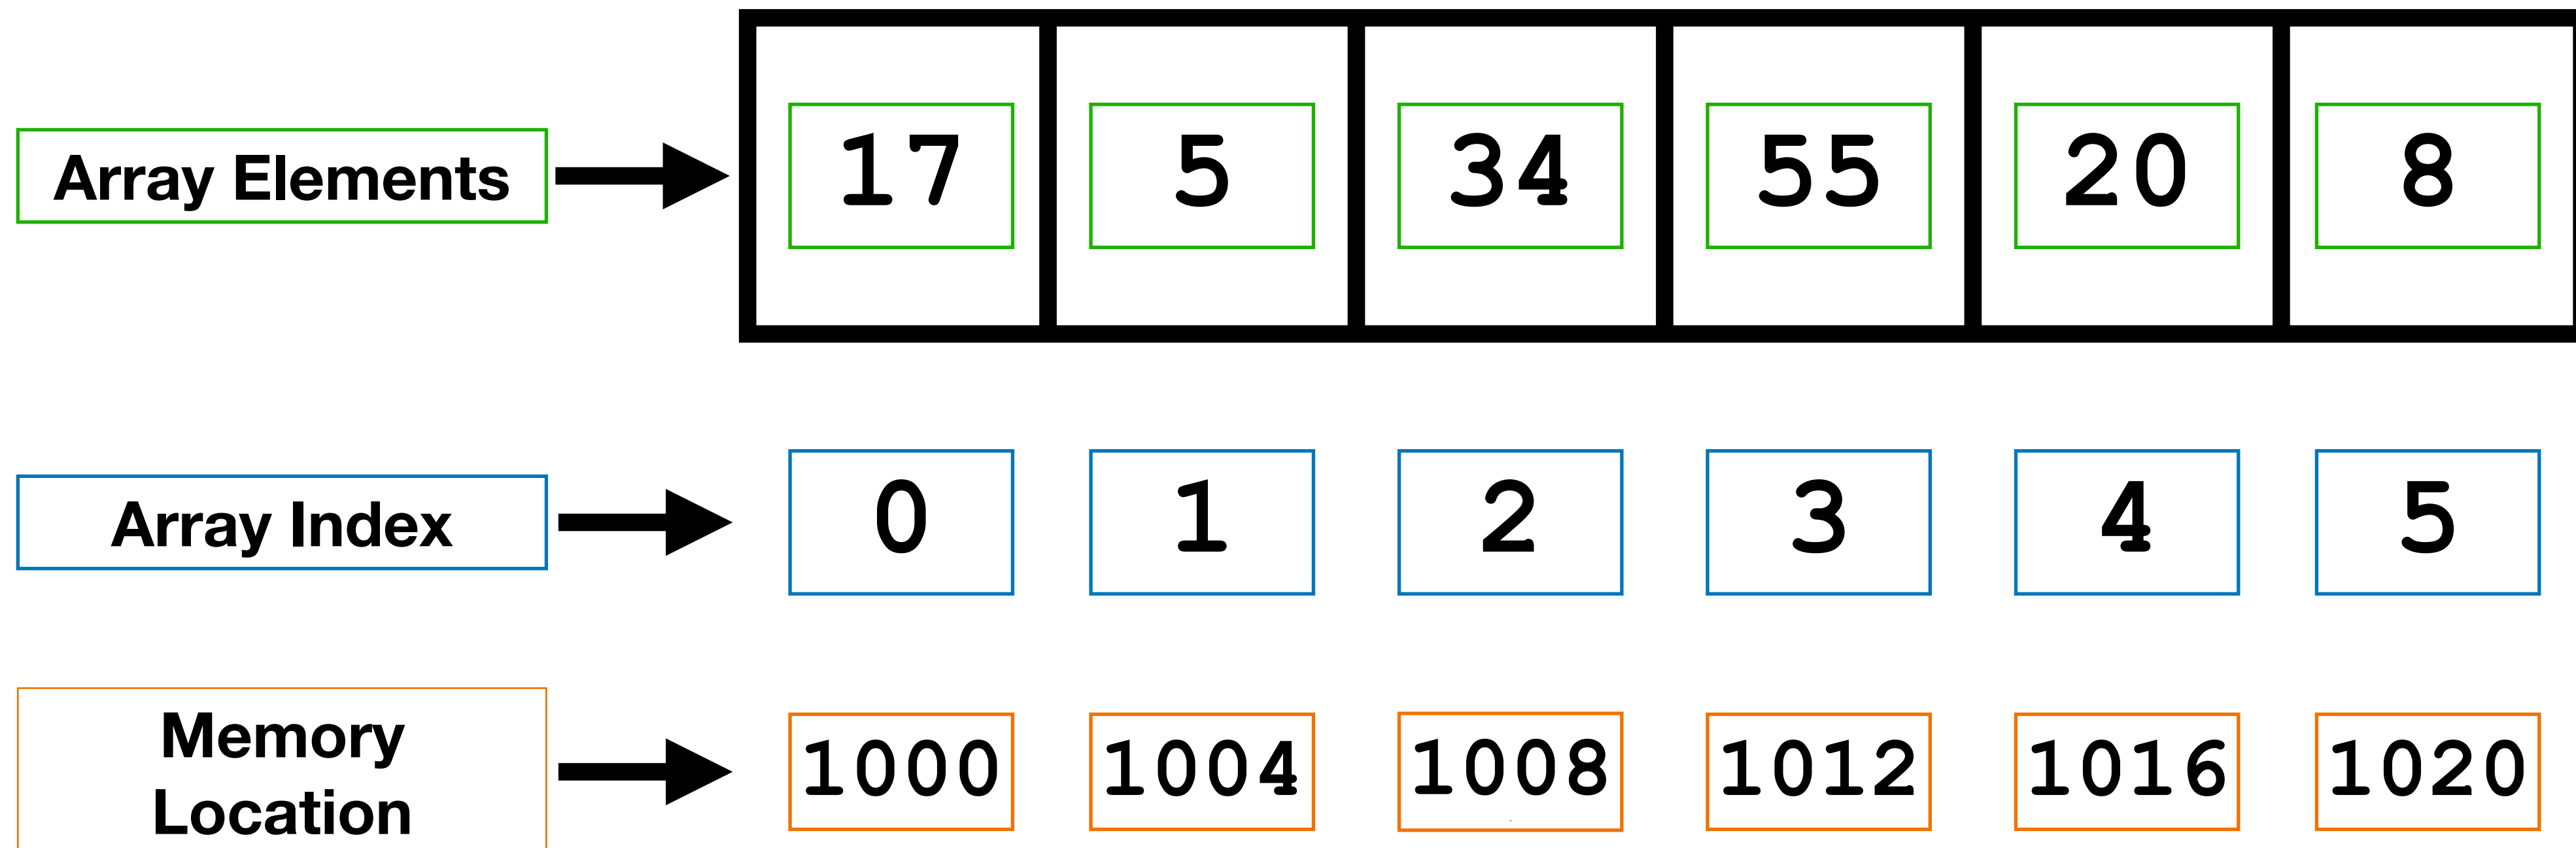 Array Elements 17 5 34 55 20 8
Array Index 0 1 2 3 4 5
Memory
Location 1000 1004 1008 1012 1016 1020